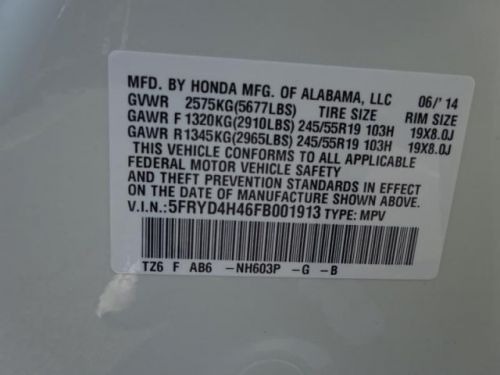 MFD. BY HONDA MFG. OF ALABAMA, LLC 06/'14
GVWR 2575KG(5677LBS) TIRE SIZE RIM SIZE
GAWR F 1320KG(2910LBS) 245/55R19 103H 19X8.0J
GAWR R1345KG(2965LBS) 245/55R19 103H 19X8.0J
THIS VEHICLE CONFORMS TO ALL APPLICABLE
FEDERAL MOTOR VEHICLE SAFETY
AND THEFT PREVENTION STANDARDS IN EFFECT
ON THE DATE OF MANUFACTURE SHOWN ABOVE.
V.I.N.:5FRYD4H46FB001913 TYPE: MPV
TZ6 F AB6 -NH603P -G -B